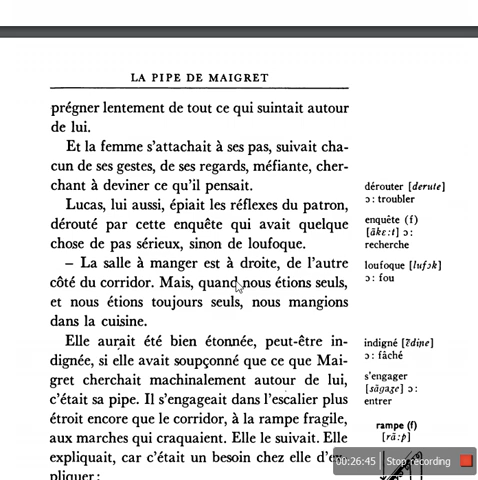 LA PIPE DE MAIGRET
prégner lentement de tout ce qui suintait autour
de lui.
Et la femme s'attachait à ses pas, suivait cha-
cun de ses gestes, de ses regards, méfiante, cher-
chant à deviner ce qu'il pensait.
Lucas, lui aussi, épiait les réflexes du patron,
dérouté par cette enquête qui avait quelque
chose de pas sérieux, sinon de loufoque.
– La salle à manger est à droite, de l'autre
côté du corridor. Mais, quand nous étions seuls,
et nous étions toujours seuls, nous mangions
dans la cuisine.
Elle aurait été bien étonnée, peut-être in-
dignée, si elle avait soupçonné que ce que Mai-
gret cherchait machinalement autour de lui,
c'était sa pipe. Il s'engageait dans l'escalier plus
étroit encore que le corridor, à la rampe fragile,
aux marches qui craquaient. Elle le suivait. Elle
expliquait, car c'était un besoin chez elle d'ex-
pliquer :
dérouter [derute]
ɔ : troubler
enquête (f)
[ãkɛ:t] ɔ :
recherche
loufoque [lufɔk]
ɔ : fou
indigné [ɛ̃diɲe]
ɔ : fâché
s'engager
[sãgaʒe] ɔ :
entrer
rampe (f)
[rã:p]
00:26:45 Stop recording